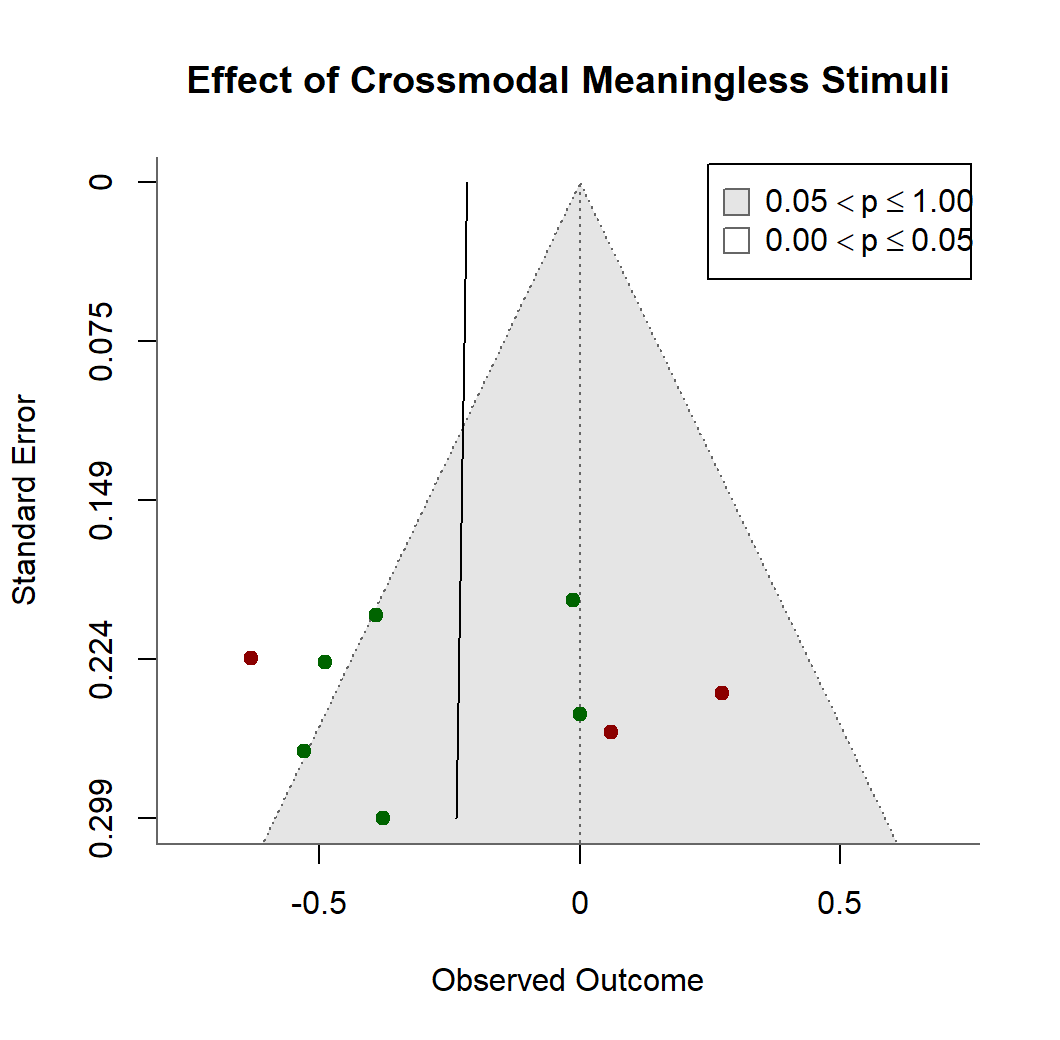 Effect of Crossmodal Meaningless Stimuli
0.05 < p ≤ 1.00
0.00 < p ≤ 0.05
0
0.075
0.149
0.224
0.299
Standard Error
-0.5
0
0.5
Observed Outcome